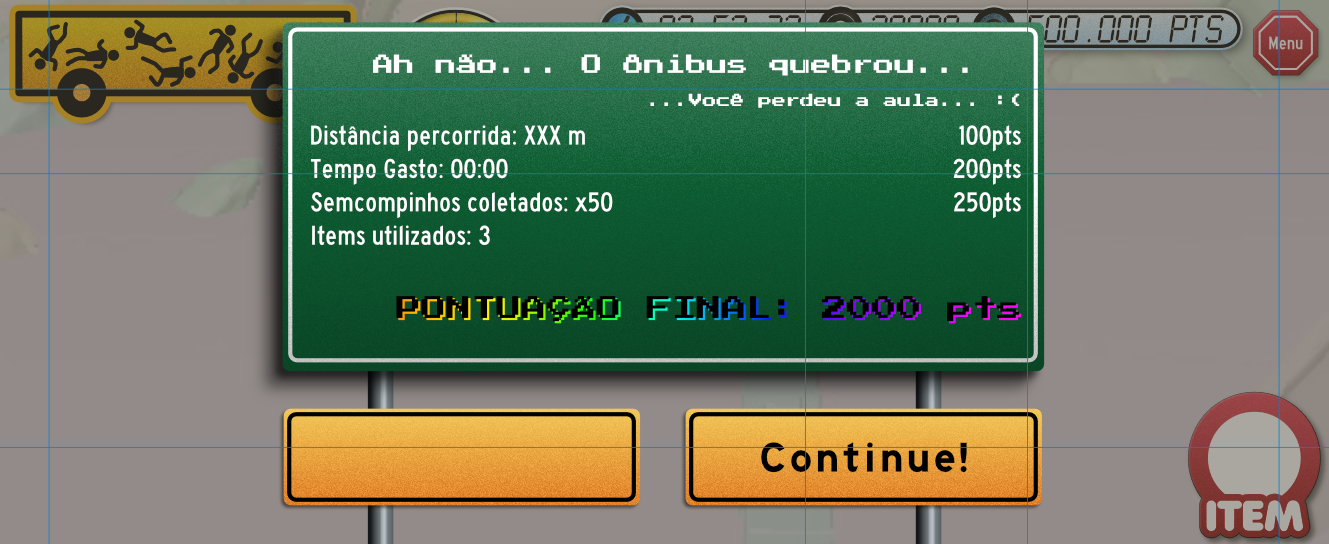 500.000 PTS
Menu
Ah não... O ônibus quebrou...
...Você perdeu a aula... :(
Distância percorrida: XXX m 100pts
Tempo Gasto: 00:00 200pts
Semcompinhos coletados: x50 250pts
Items utilizados: 3
PONTUAÇÃO FINAL: 2000 pts
Continue!
ITEM